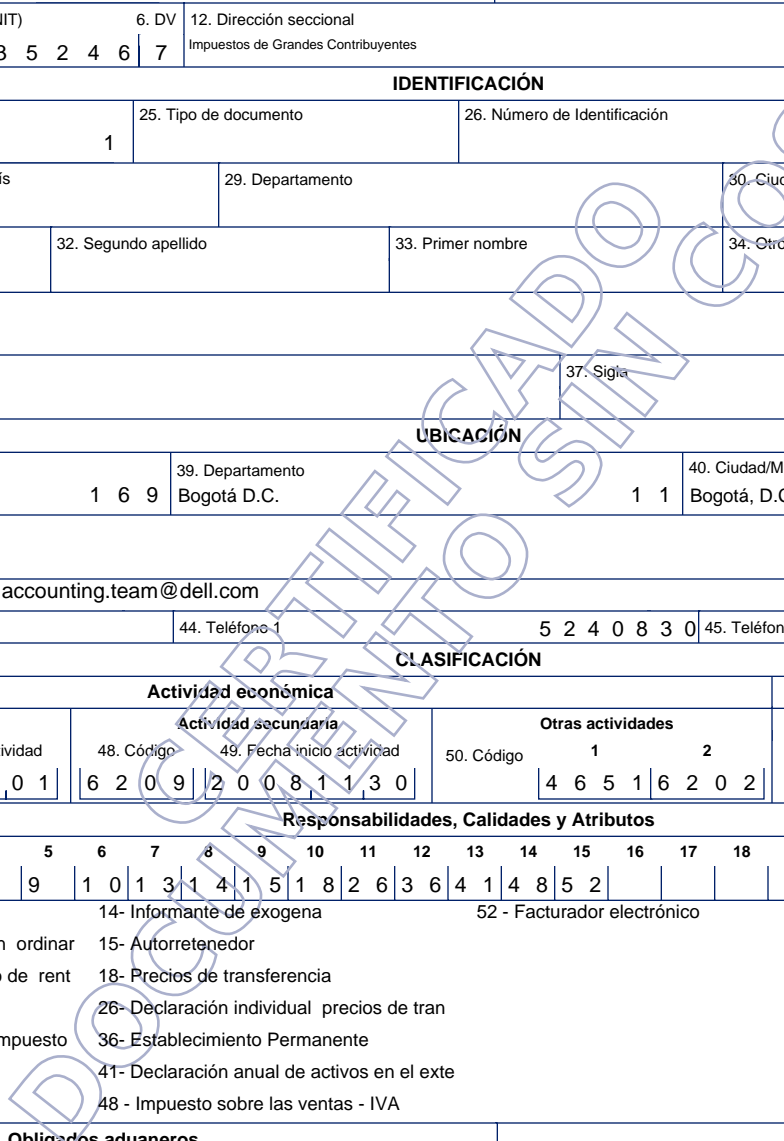 NIT) 6. DV 12. Dirección seccional
3 5 2 4 6 7 Impuestos de Grandes Contribuyentes
IDENTIFICACIÓN
25. Tipo de documento 26. Número de Identificación
1
ís 29. Departamento 30. Ciud
32. Segundo apellido 33. Primer nombre 34. Otro
37. Sigla
UBICACIÓN
39. Departamento 40. Ciudad/M
1 6 9 Bogotá D.C. 1 1 Bogotá, D.C
accounting.team@dell.com
44. Teléfono 1 5 2 4 0 8 3 0 45. Teléfon
CLASIFICACIÓN
Actividad económica
Actividad secundaria Otras actividades
ividad 48. Código 49. Fecha inicio actividad 50. Código 1 2
0 1 6 2 0 9 2 0 0 8 1 1 3 0 4 6 5 1 6 2 0 2
Responsabilidades, Calidades y Atributos
5 6 7 8 9 10 11 12 13 14 15 16 17 18
9 1 0 1 3 1 4 1 5 1 8 2 6 3 6 4 1 4 8 5 2
14- Informante de exogena 52 - Facturador electrónico
n ordinar 15- Autorretenedor
o de rent 18- Precios de transferencia
26- Declaración individual precios de tran
mpuesto 36- Establecimiento Permanente
41- Declaración anual de activos en el exte
48 - Impuesto sobre las ventas - IVA
Obligados aduaneros
CERTIFICADO
DOCUMENTO SIN COS